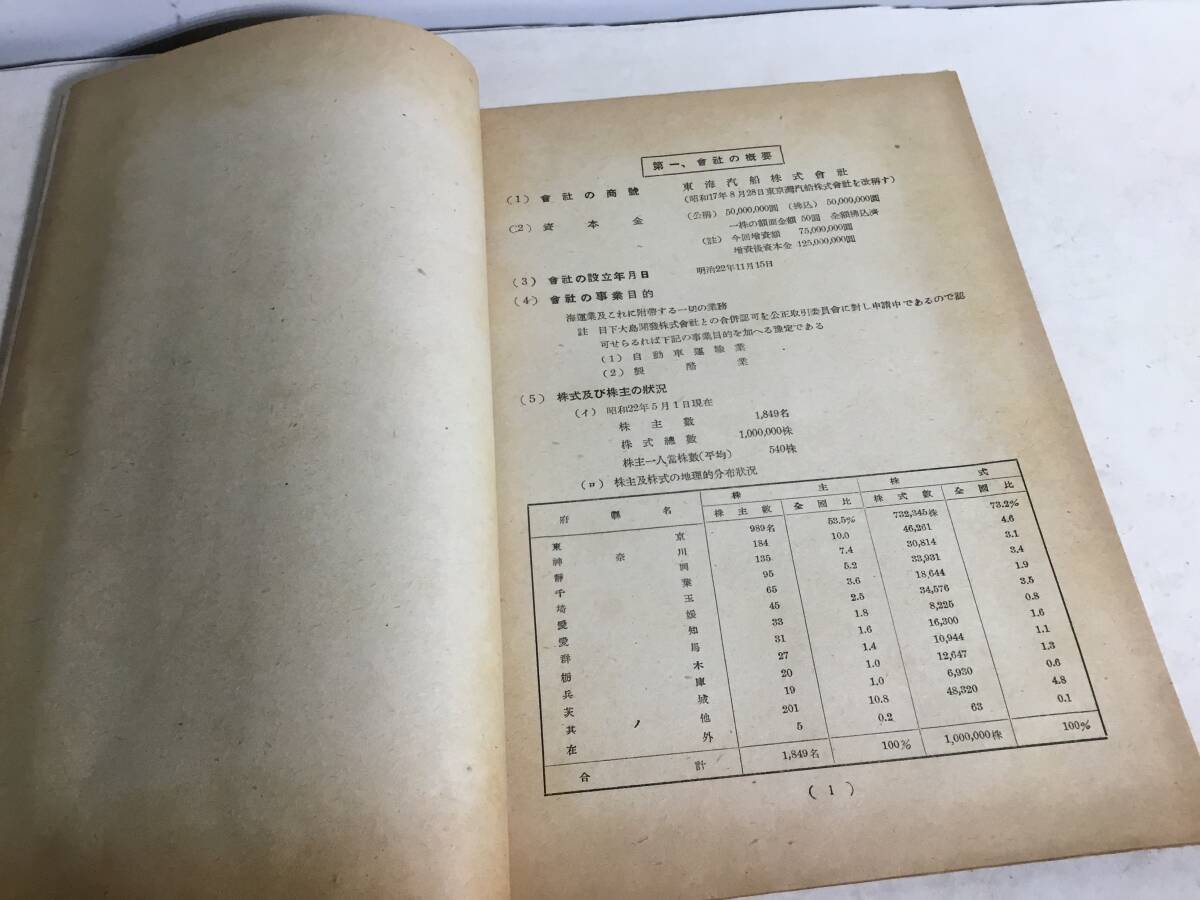 第一、會社の概要
(1) 會社の商號 東海汽船株式會社
(昭和17年8月28日東京灣汽船株式會社を改稱す)
(2) 資本金 (公稱) 50,000,000圓 (拂込) 50,000,000圓
一株の額面金額 50圓 全額拂込濟
(註) 今回增資額 75,000,000圓
增資後資本金 125,000,000圓
(3) 會社の設立年月日 明治22年11月15日
(4) 會社の事業目的
海運業及これに附帶する一切の業務
註 目下大島開發株式會社との合併認可を公正取引委員會に對し申請中であるので認
可せらるれば下記の事業目的を加へる豫定である
(1) 自動車運輸業
(2) 製酪業
(5) 株式及び株主の狀況
(イ) 昭和22年5月1日現在
株主數 1,849名
株式總數 1,000,000株
株主一人當株數(平均) 540株
(ロ) 株主及株式の地理的分布狀況
府縣名 株主 株式
株主數 全國比 株式數 全國比
東京 989名 53.5% 732,345株 73.2%
神奈川 184 10.0 46,261 4.6
靜岡 135 7.4 30,814 3.1
千葉 95 5.2 33,931 3.4
埼玉 65 3.6 18,644 1.9
愛媛 45 2.5 34,576 3.5
愛知 33 1.8 8,225 0.8
群馬 31 1.6 16,300 1.6
栃木 27 1.4 10,944 1.1
兵庫 20 1.0 12,647 1.3
茨城 19 1.0 6,930 0.6
其ノ他 201 10.8 48,320 4.8
在外 5 0.2 63 0.1
合計 1,849名 100% 1,000,000株 100%
(1)